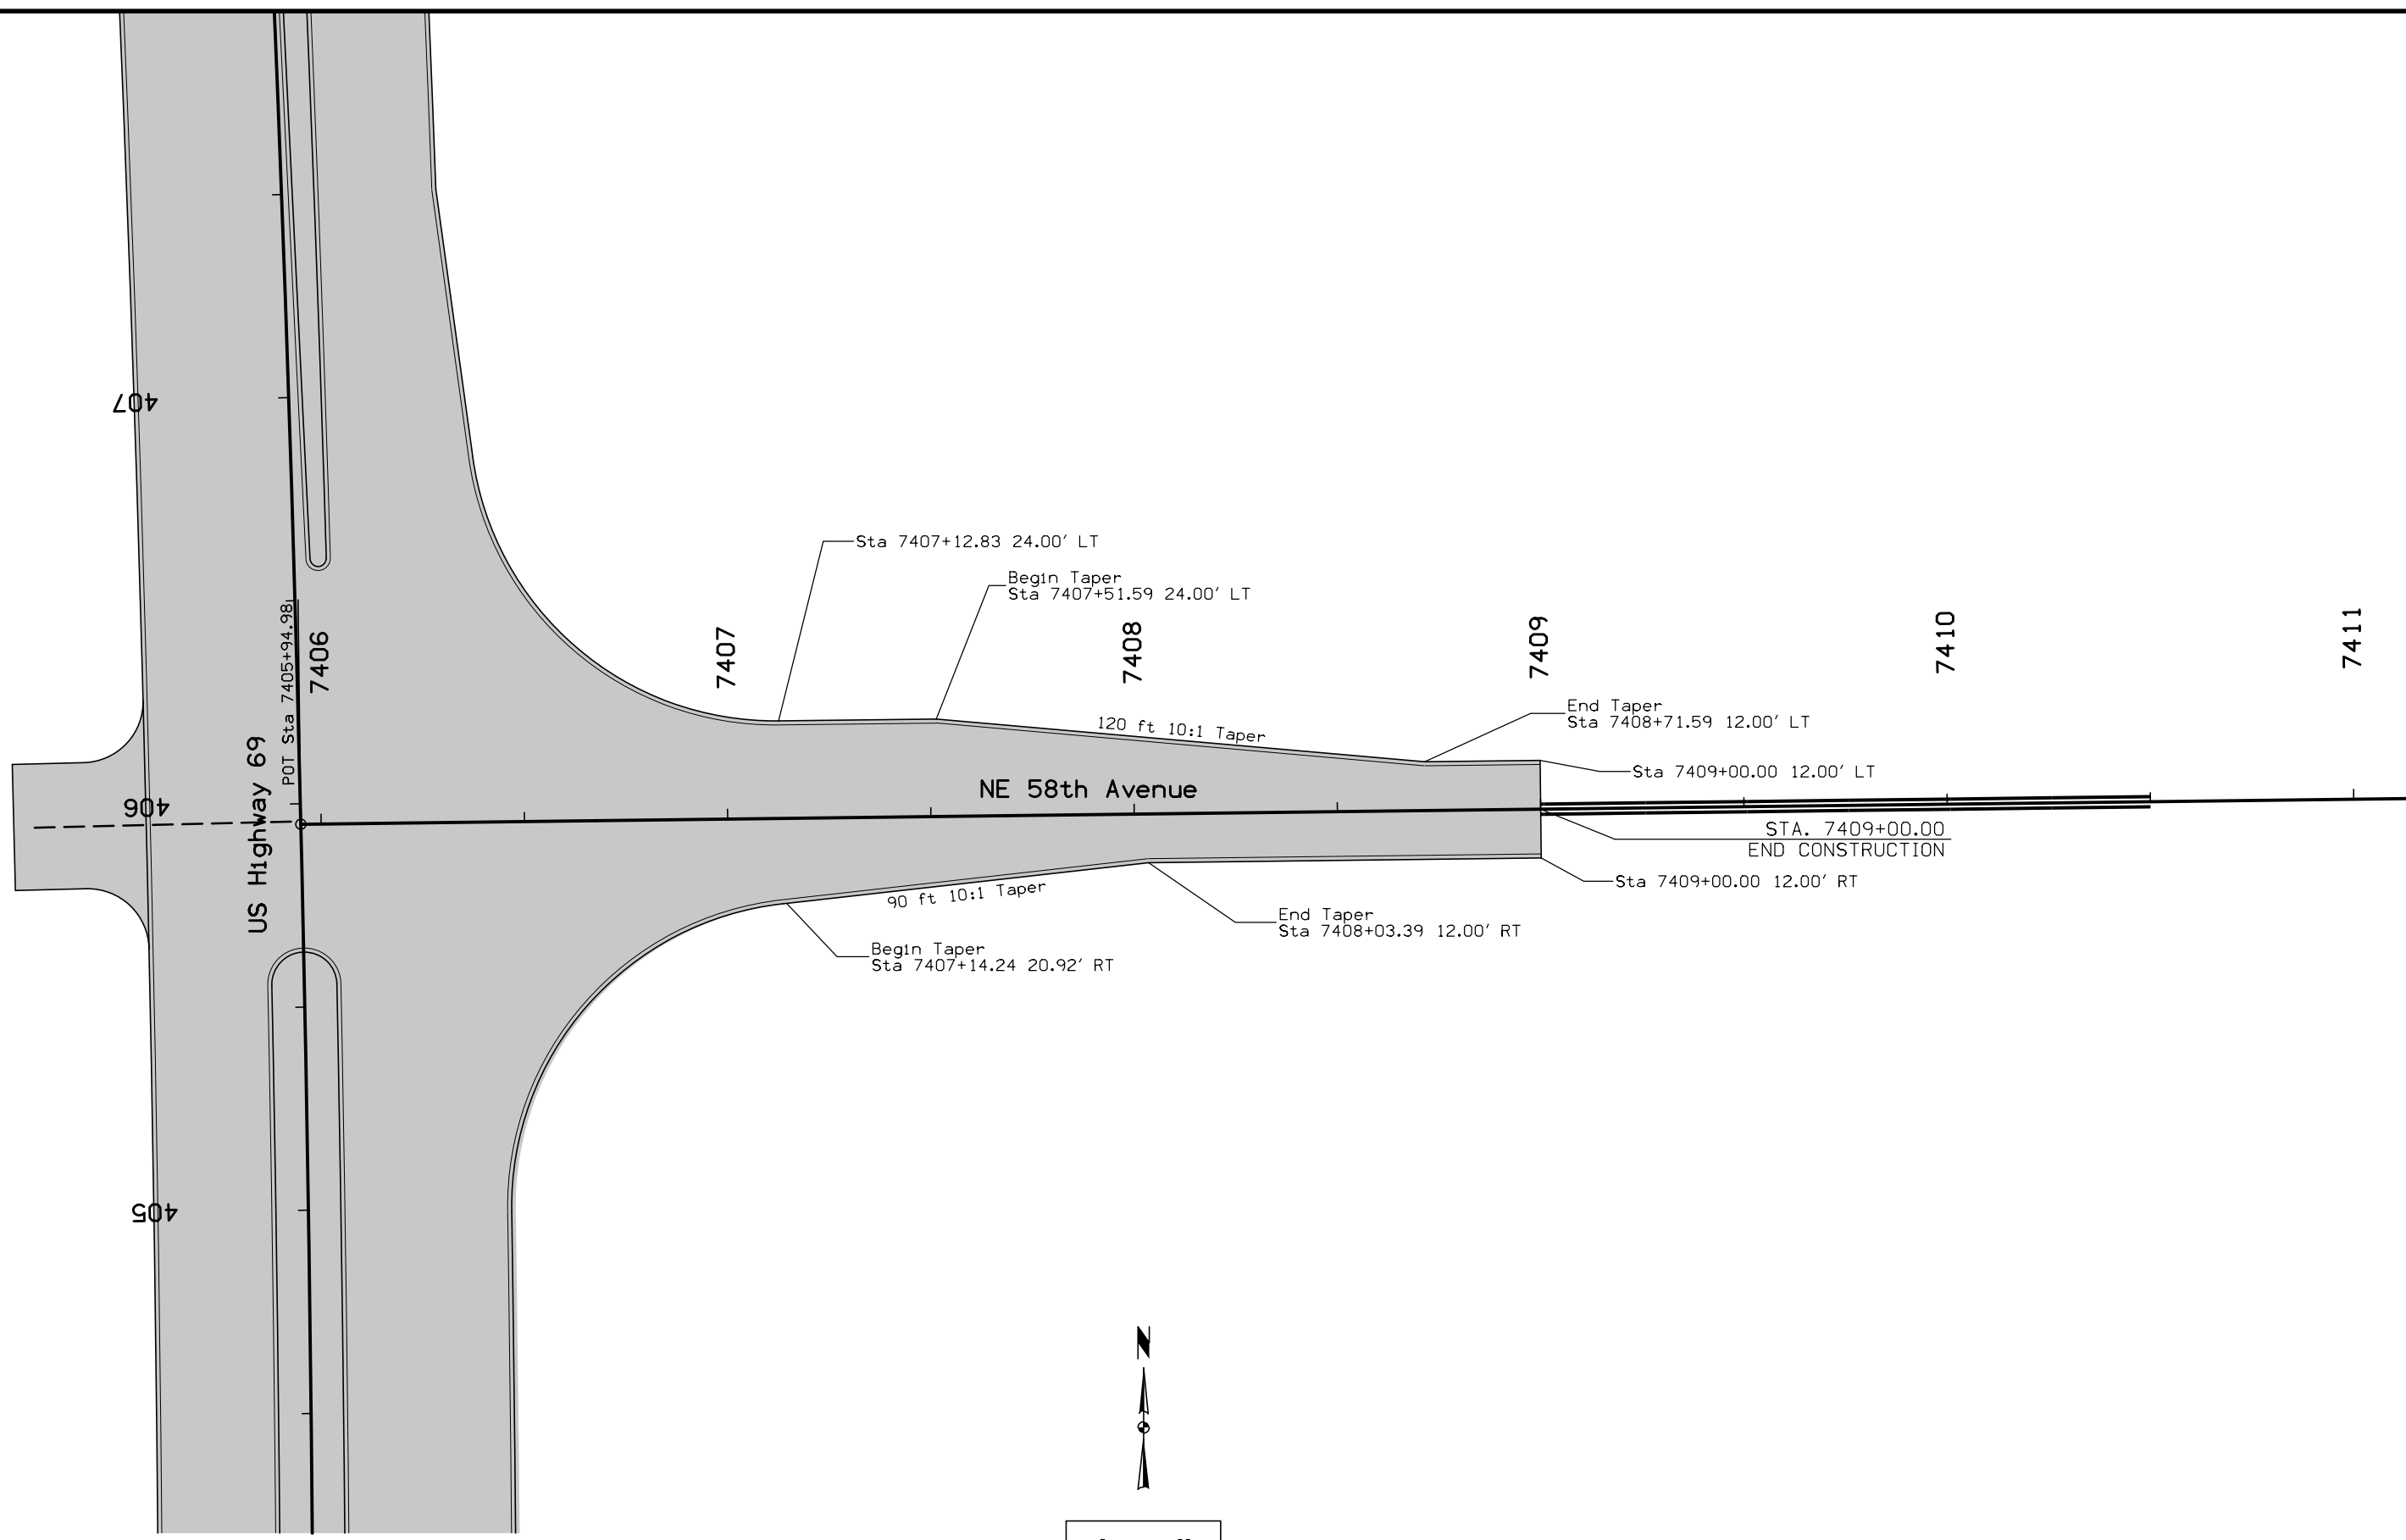 Sta 7407+12.83 24.00' LT
Begin Taper
Sta 7407+51.59 24.00' LT
407
POT Sta 7405+94.98
7406
7407
7408
7409
7410
7411
End Taper
Sta 7408+71.59 12.00' LT
120 ft 10:1 Taper
Sta 7409+00.00 12.00' LT
NE 58th Avenue
406
US Highway 69
STA. 7409+00.00
END CONSTRUCTION
Sta 7409+00.00 12.00' RT
90 ft 10:1 Taper
End Taper
Sta 7408+03.39 12.00' RT
Begin Taper
Sta 7407+14.24 20.92' RT
405
N